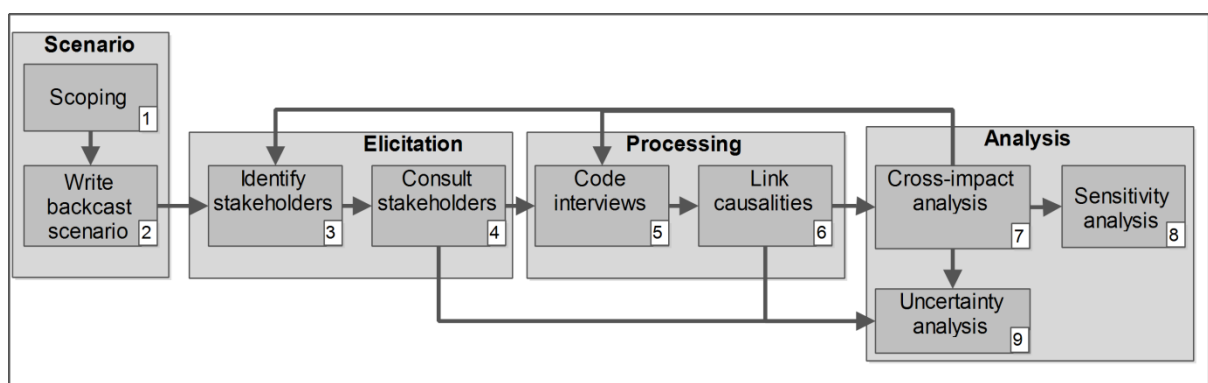 Scenario
Scoping
1
Write
backcast
scenario
2
Elicitation
Identify
stakeholders
3
Consult
stakeholders
4
Processing
Code
interviews
5
Link
causalities
6
Analysis
Cross-impact
analysis
7
Sensitivity
analysis
8
Uncertainty
analysis
9